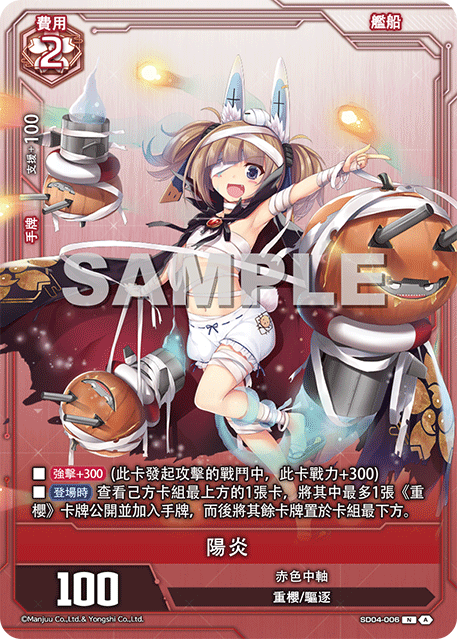 費用
2
艦船
支援+100
手牌
SAMPLE
■ 強擊+300 (此卡發起攻擊的戰鬥中，此卡戰力+300)
■ 登場時 查看己方卡組最上方的1張卡，將其中最多1張《重
櫻》卡牌公開並加入手牌，而後將其餘卡牌置於卡組最下方。
陽炎
100
赤色中軸
重櫻/驅逐
©Manjuu Co.,Ltd.& Yongshi Co.,Ltd.
SD04-006 N A